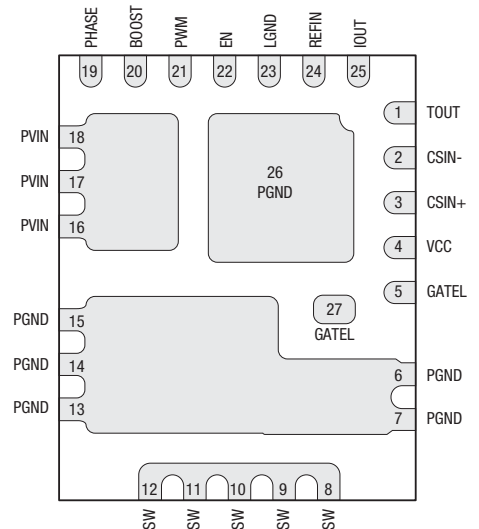 PHASE
BOOST
PWM
EN
LGND
REFIN
IOUT
19
20
21
22
23
24
25
1 TOUT
PVIN 18
2 CSIN-
26
PGND
PVIN 17
3 CSIN+
PVIN 16
4 VCC
5 GATEL
27
GATEL
PGND 15
PGND 14
6 PGND
PGND 13
7 PGND
12
11
10
9
8
SW
SW
SW
SW
SW